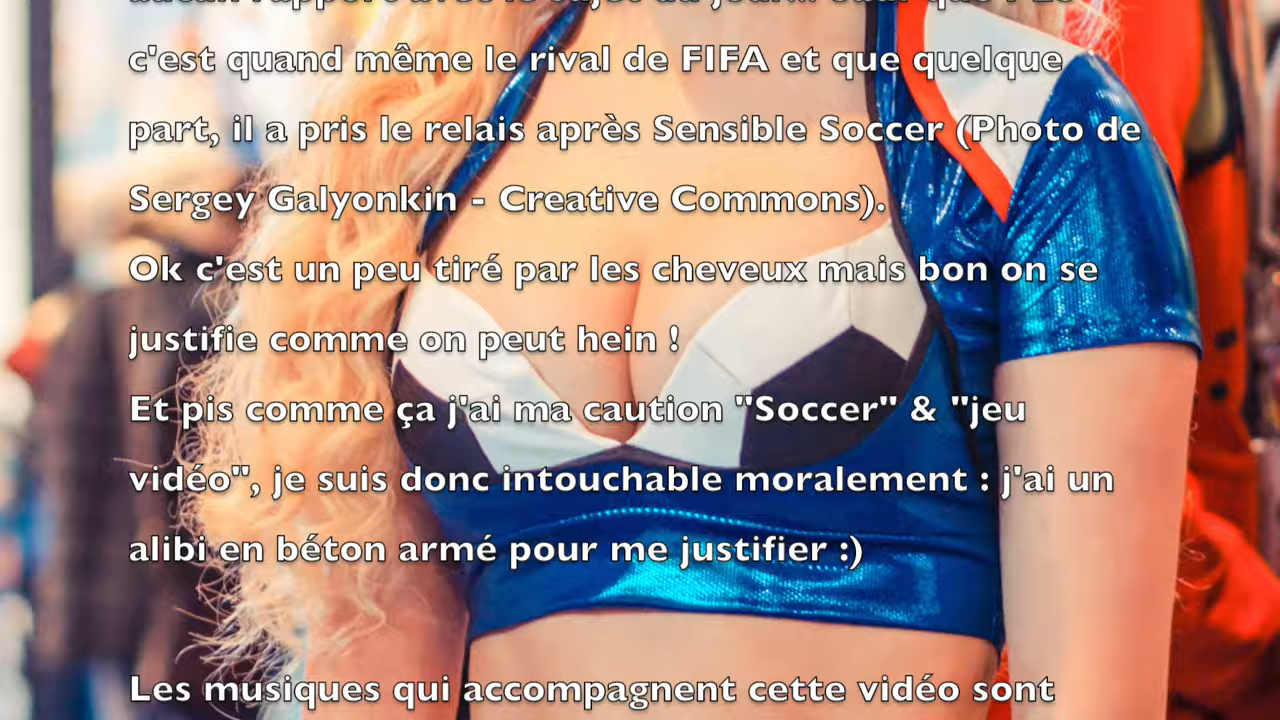 c'est quand même le rival de FIFA et que quelque
part, il a pris le relais après Sensible Soccer (Photo de
Sergey Galyonkin - Creative Commons).
Ok c'est un peu tiré par les cheveux mais bon on se
justifie comme on peut hein !
Et pis comme ça j'ai ma caution "Soccer" & "jeu
vidéo", je suis donc intouchable moralement : j'ai un
alibi en béton armé pour me justifier :)
Les musiques qui accompagnent cette vidéo sont